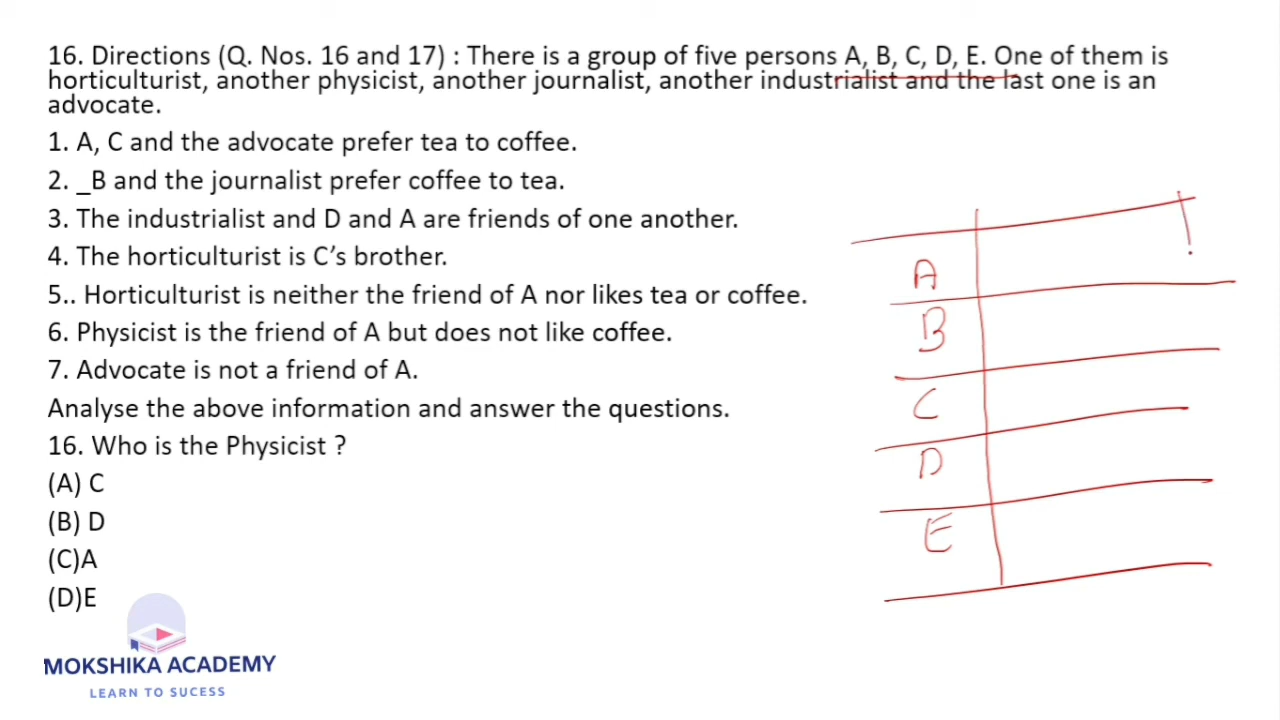 16. Directions (Q. Nos. 16 and 17) : There is a group of five persons A, B, C, D, E. One of them is
horticulturist, another physicist, another journalist, another industrialist and the last one is an
advocate.
1. A, C and the advocate prefer tea to coffee.
2. _B and the journalist prefer coffee to tea.
3. The industrialist and D and A are friends of one another.
4. The horticulturist is C’s brother.
5.. Horticulturist is neither the friend of A nor likes tea or coffee.
6. Physicist is the friend of A but does not like coffee.
7. Advocate is not a friend of A.
Analyse the above information and answer the questions.
16. Who is the Physicist ?
(A) C
(B) D
(C)A
(D)E
A
B
C
D
E
MOKSHIKA ACADEMY
LEARN TO SUCESS